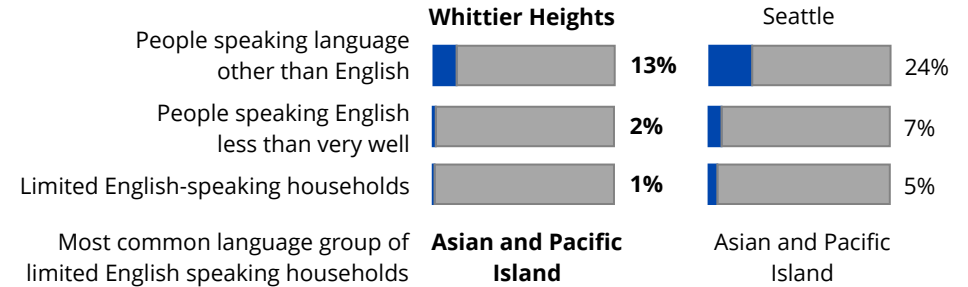 Whittier Heights Seattle
People speaking language
other than English 13% 24%
People speaking English
less than very well 2% 7%
Limited English-speaking households 1% 5%
Most common language group of
limited English speaking households
Asian and Pacific
Island
Asian and Pacific
Island